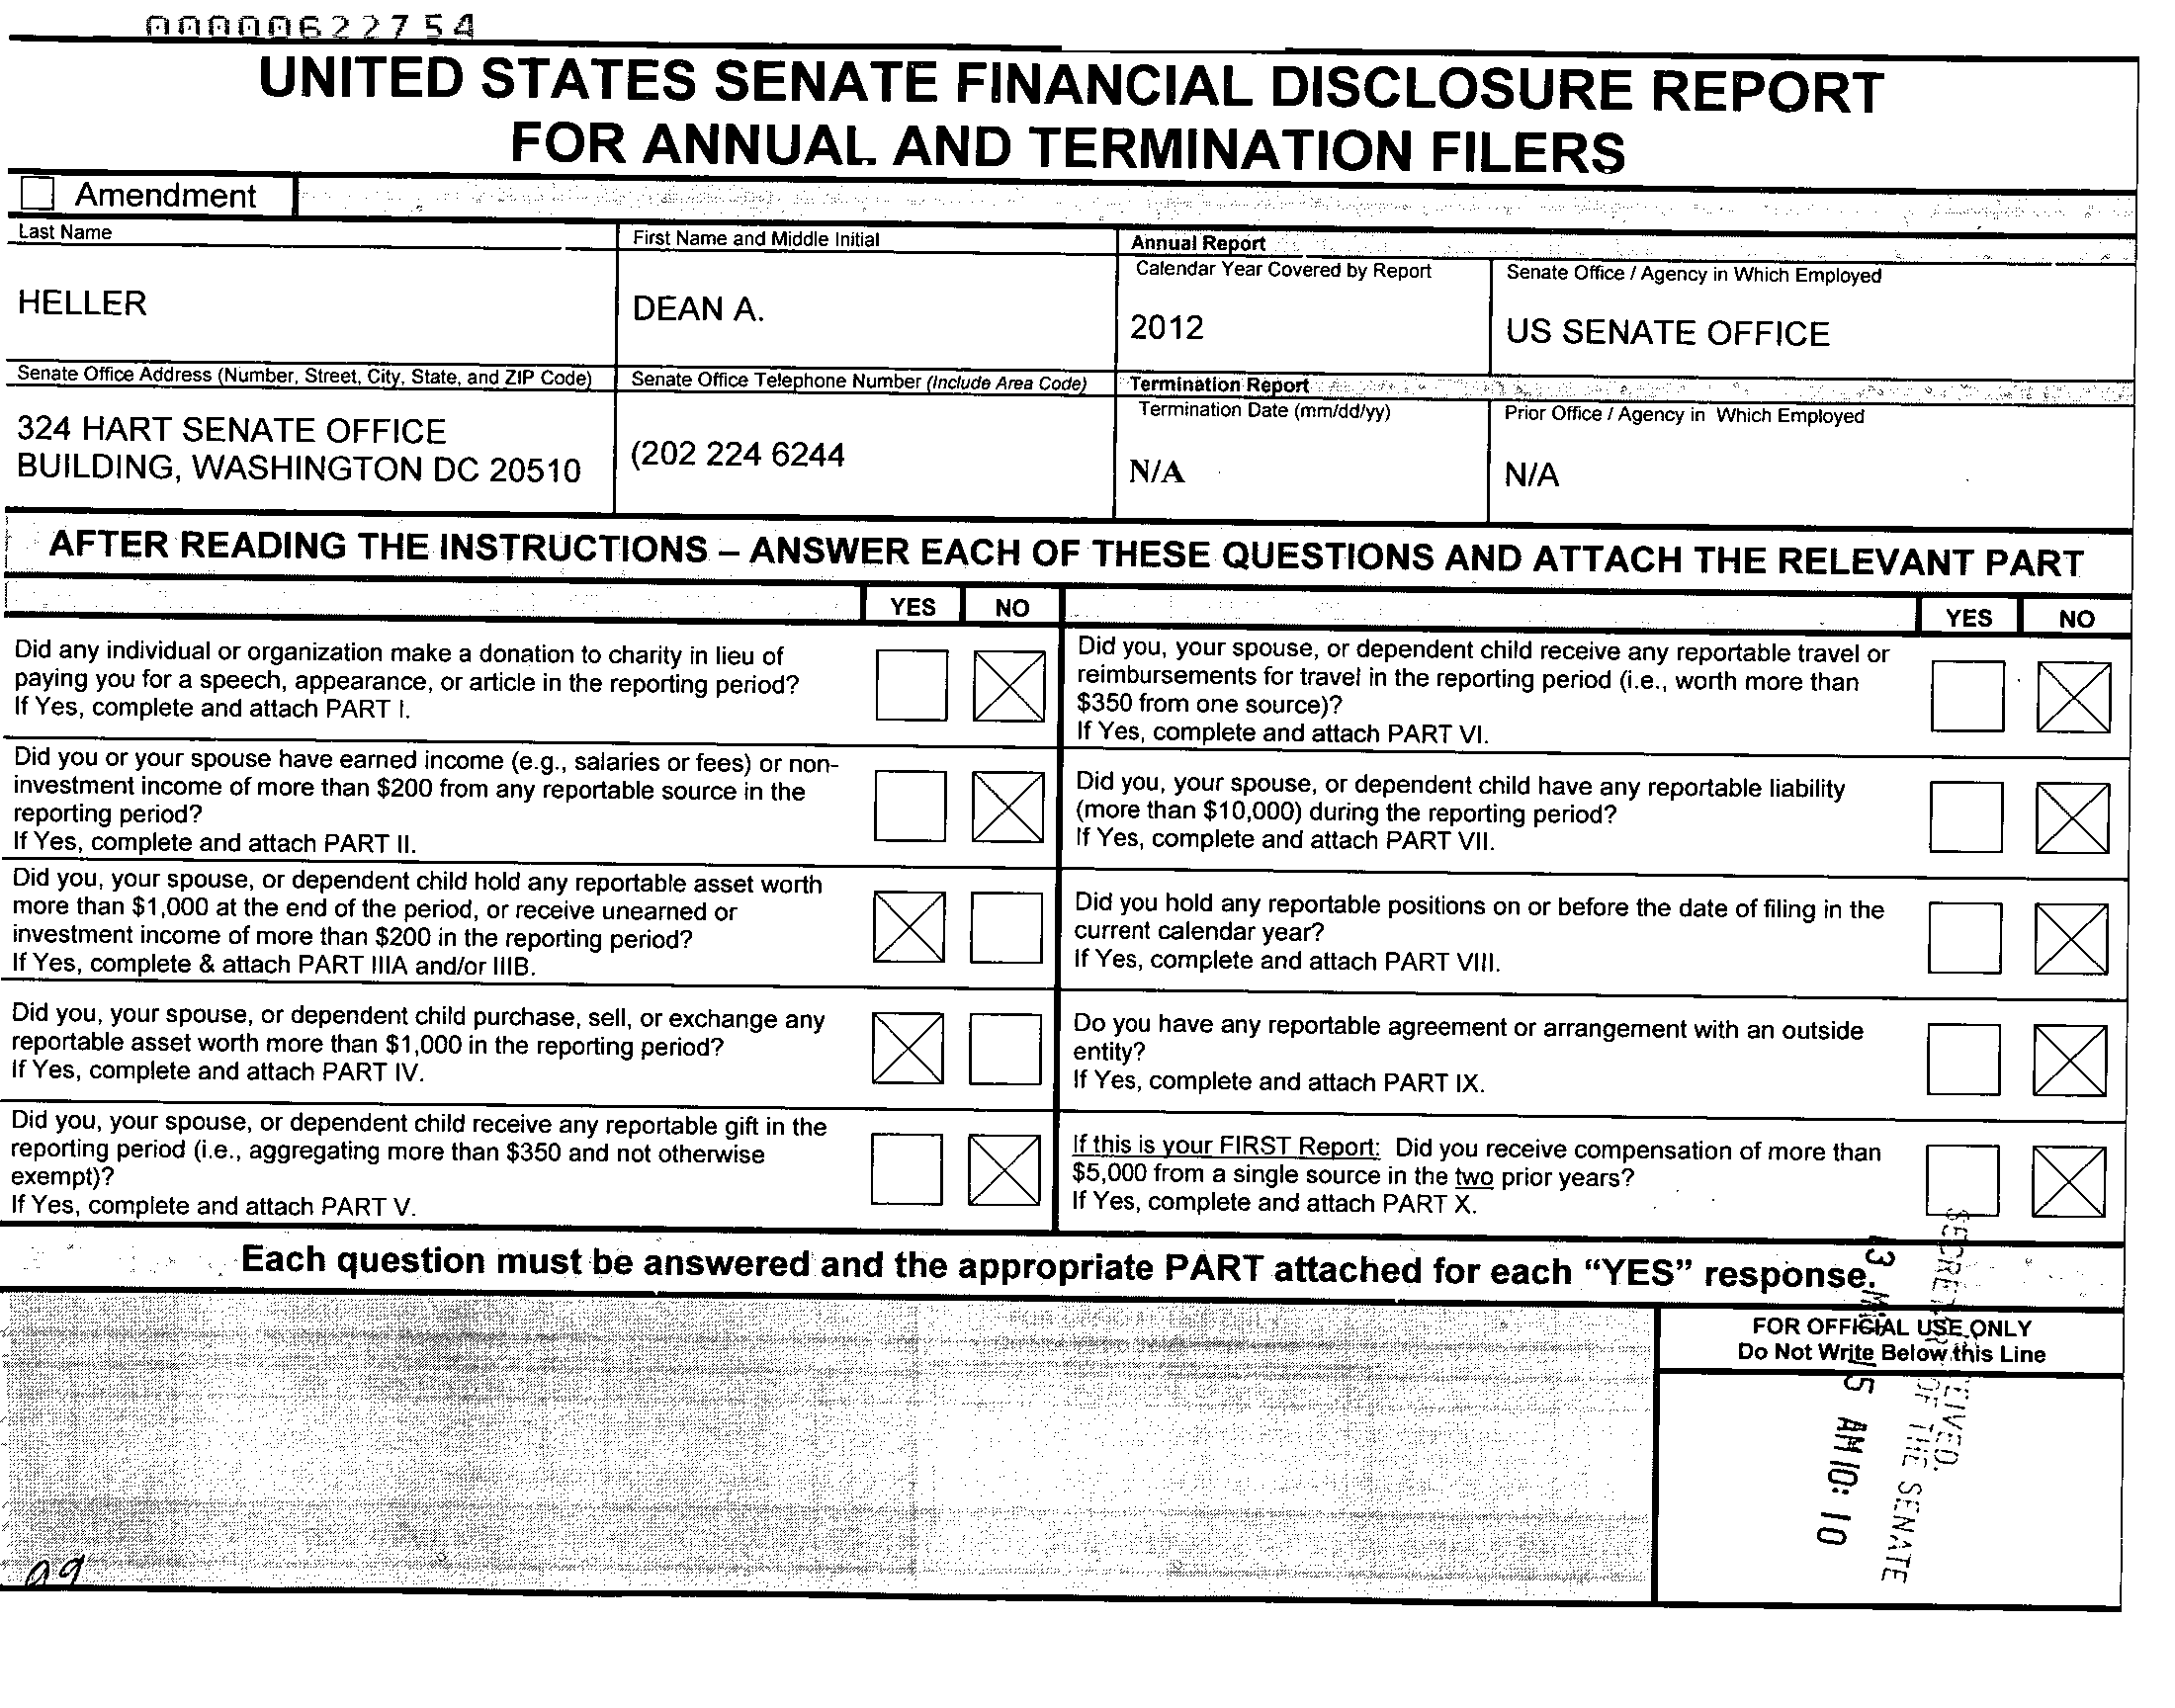 000000622754
UNITED STATES SENATE FINANCIAL DISCLOSURE REPORT
FOR ANNUAL AND TERMINATION FILERS
Amendment
Last Name
HELLER
First Name and Middle Initial
DEAN A.
Annual Report
Calendar Year Covered by Report
2012
Senate Office / Agency in Which Employed
US SENATE OFFICE
Senate Office Address (Number, Street, City, State, and ZIP Code)
324 HART SENATE OFFICE
BUILDING, WASHINGTON DC 20510
Senate Office Telephone Number (Include Area Code)
(202 224 6244
Termination Report
Termination Date (mm/dd/yy)
N/A
Prior Office / Agency in Which Employed
N/A
AFTER READING THE INSTRUCTIONS – ANSWER EACH OF THESE QUESTIONS AND ATTACH THE RELEVANT PART
YES NO
Did any individual or organization make a donation to charity in lieu of
paying you for a speech, appearance, or article in the reporting period?
If Yes, complete and attach PART I.
Did you or your spouse have earned income (e.g., salaries or fees) or non-
investment income of more than $200 from any reportable source in the
reporting period?
If Yes, complete and attach PART II.
Did you, your spouse, or dependent child hold any reportable asset worth
more than $1,000 at the end of the period, or receive unearned or
investment income of more than $200 in the reporting period?
If Yes, complete & attach PART IIIA and/or IIIB.
Did you, your spouse, or dependent child purchase, sell, or exchange any
reportable asset worth more than $1,000 in the reporting period?
If Yes, complete and attach PART IV.
Did you, your spouse, or dependent child receive any reportable gift in the
reporting period (i.e., aggregating more than $350 and not otherwise
exempt)?
If Yes, complete and attach PART V.
YES NO
Did you, your spouse, or dependent child receive any reportable travel or
reimbursements for travel in the reporting period (i.e., worth more than
$350 from one source)?
If Yes, complete and attach PART VI.
Did you, your spouse, or dependent child have any reportable liability
(more than $10,000) during the reporting period?
If Yes, complete and attach PART VII.
Did you hold any reportable positions on or before the date of filing in the
current calendar year?
If Yes, complete and attach PART VIII.
Do you have any reportable agreement or arrangement with an outside
entity?
If Yes, complete and attach PART IX.
If this is your FIRST Report: Did you receive compensation of more than
$5,000 from a single source in the two prior years?
If Yes, complete and attach PART X.
Each question must be answered and the appropriate PART attached for each “YES” response.
FOR OFFICIAL USE ONLY
Do Not Write Below this Line
OF THE SENATE
AM 10: 10